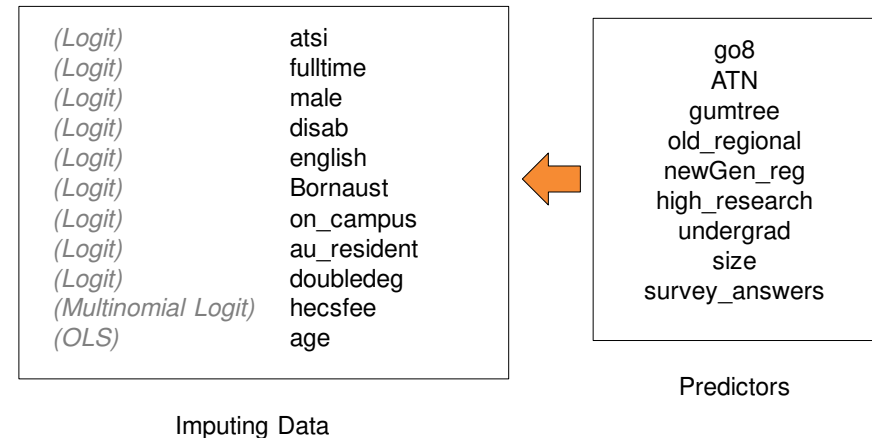 (Logit) atsi
(Logit) fulltime
(Logit) male
(Logit) disab
(Logit) english
(Logit) Bornaust
(Logit) on_campus
(Logit) au_resident
(Logit) doubledeg
(Multinomial Logit) hecsfee
(OLS) age
Imputing Data
go8
ATN
gumtree
old_regional
newGen_reg
high_research
undergrad
size
survey_answers
Predictors